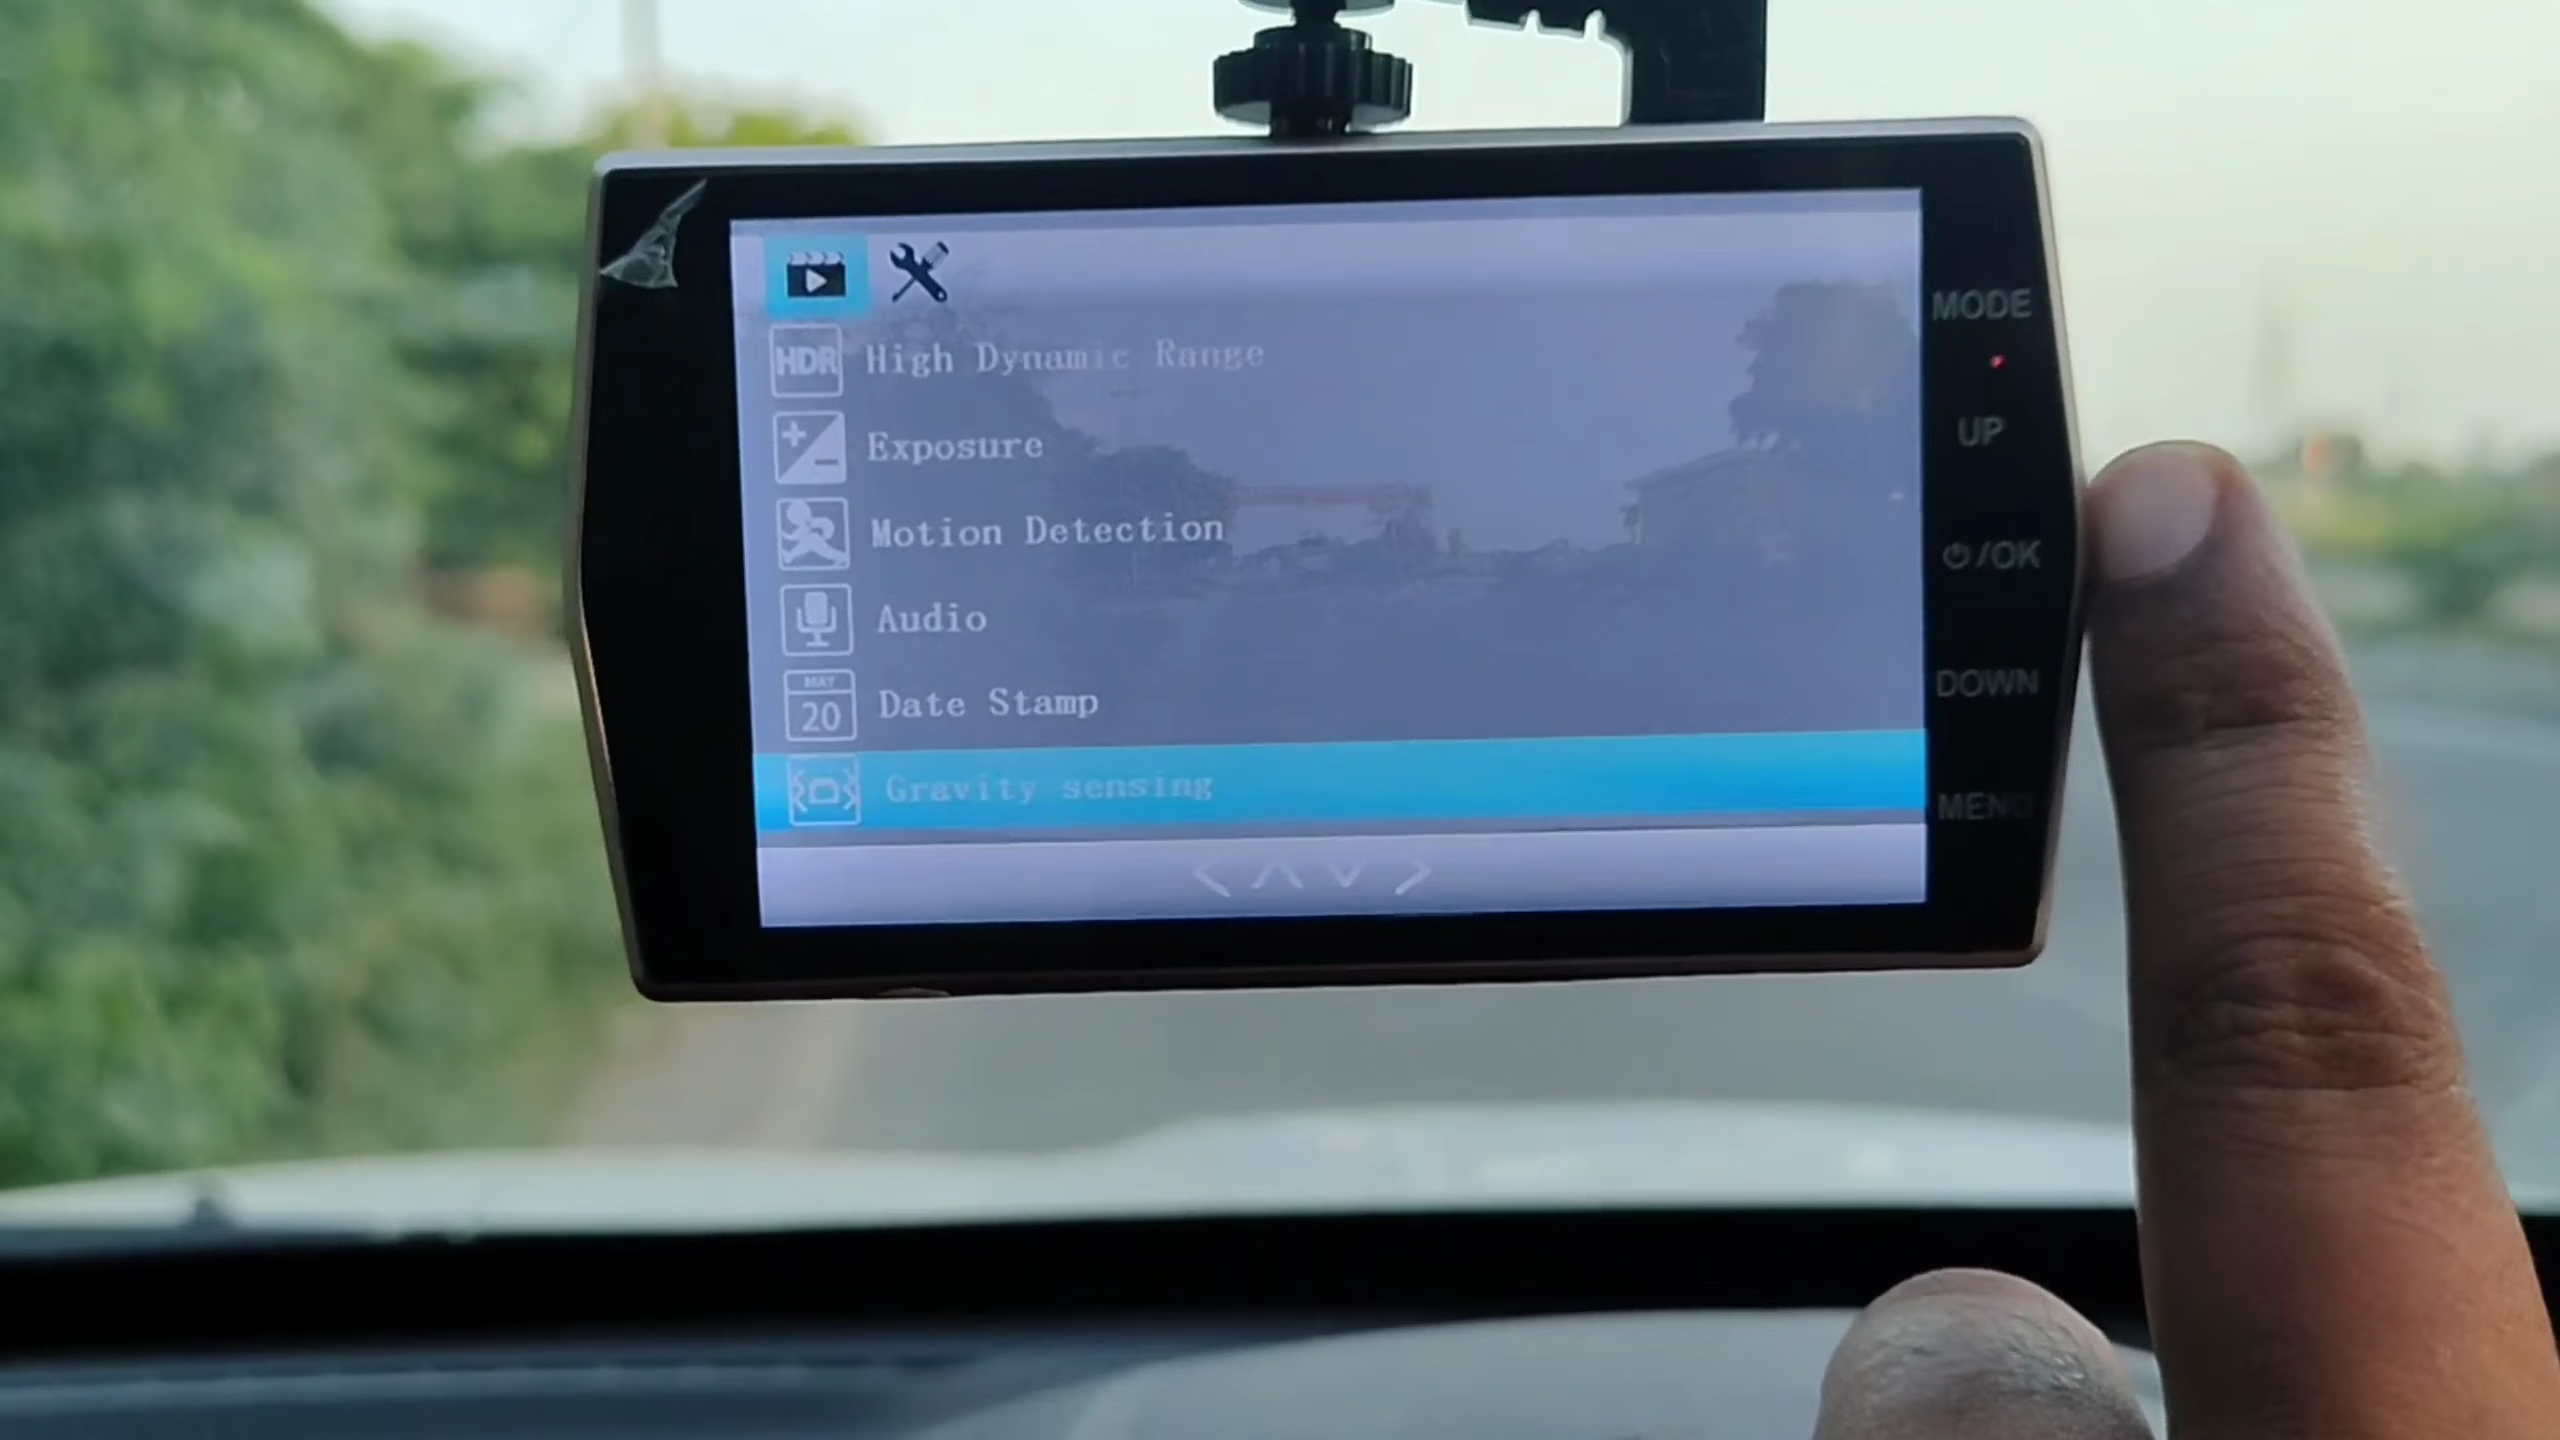 HDR High Dynamic Range
Exposure
Motion Detection
Audio
MAY
20 Date Stamp
Gravity sensing
MODE
UP
/OK
DOWN
MENU